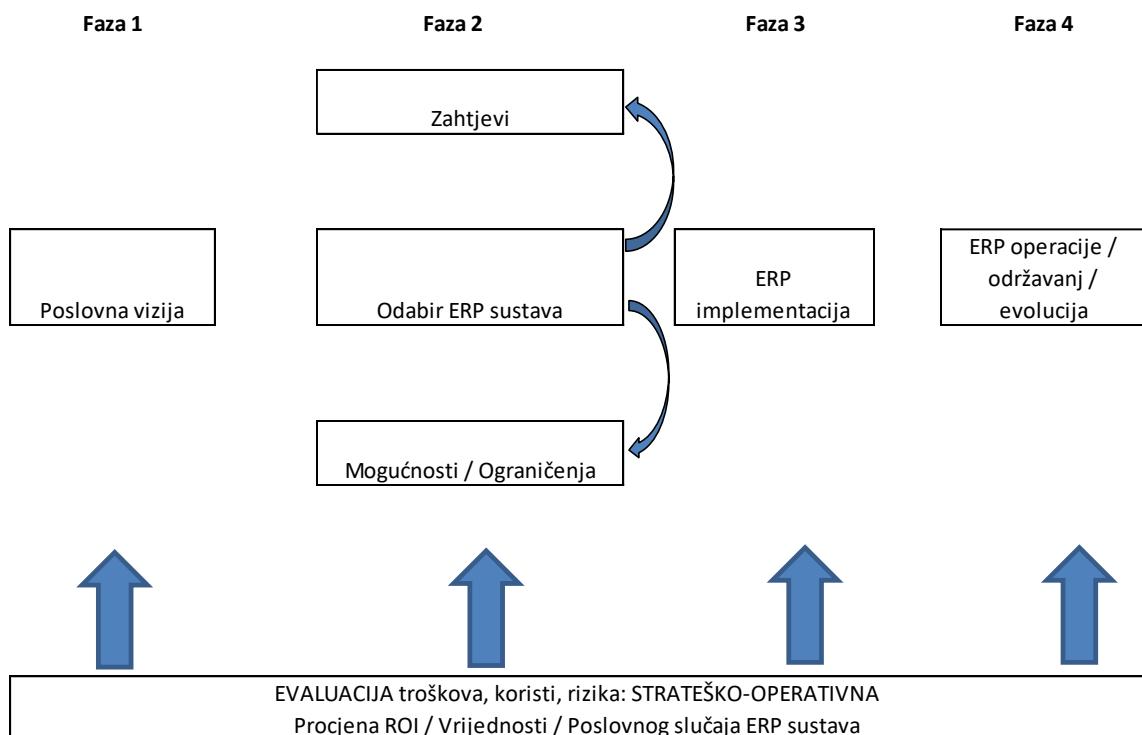 Faza 1
Faza 2
Faza 3
Faza 4
Zahtjevi
Poslovna vizija
Odabir ERP sustava
ERP
implementacija
ERP operacije /
održavanj /
evolucija
Mogućnosti / Ograničenja
EVALUACIJA troškova, koristi, rizika: STRATEŠKO-OPERATIVNA
Procjena ROI / Vrijednosti / Poslovnog slučaja ERP sustava